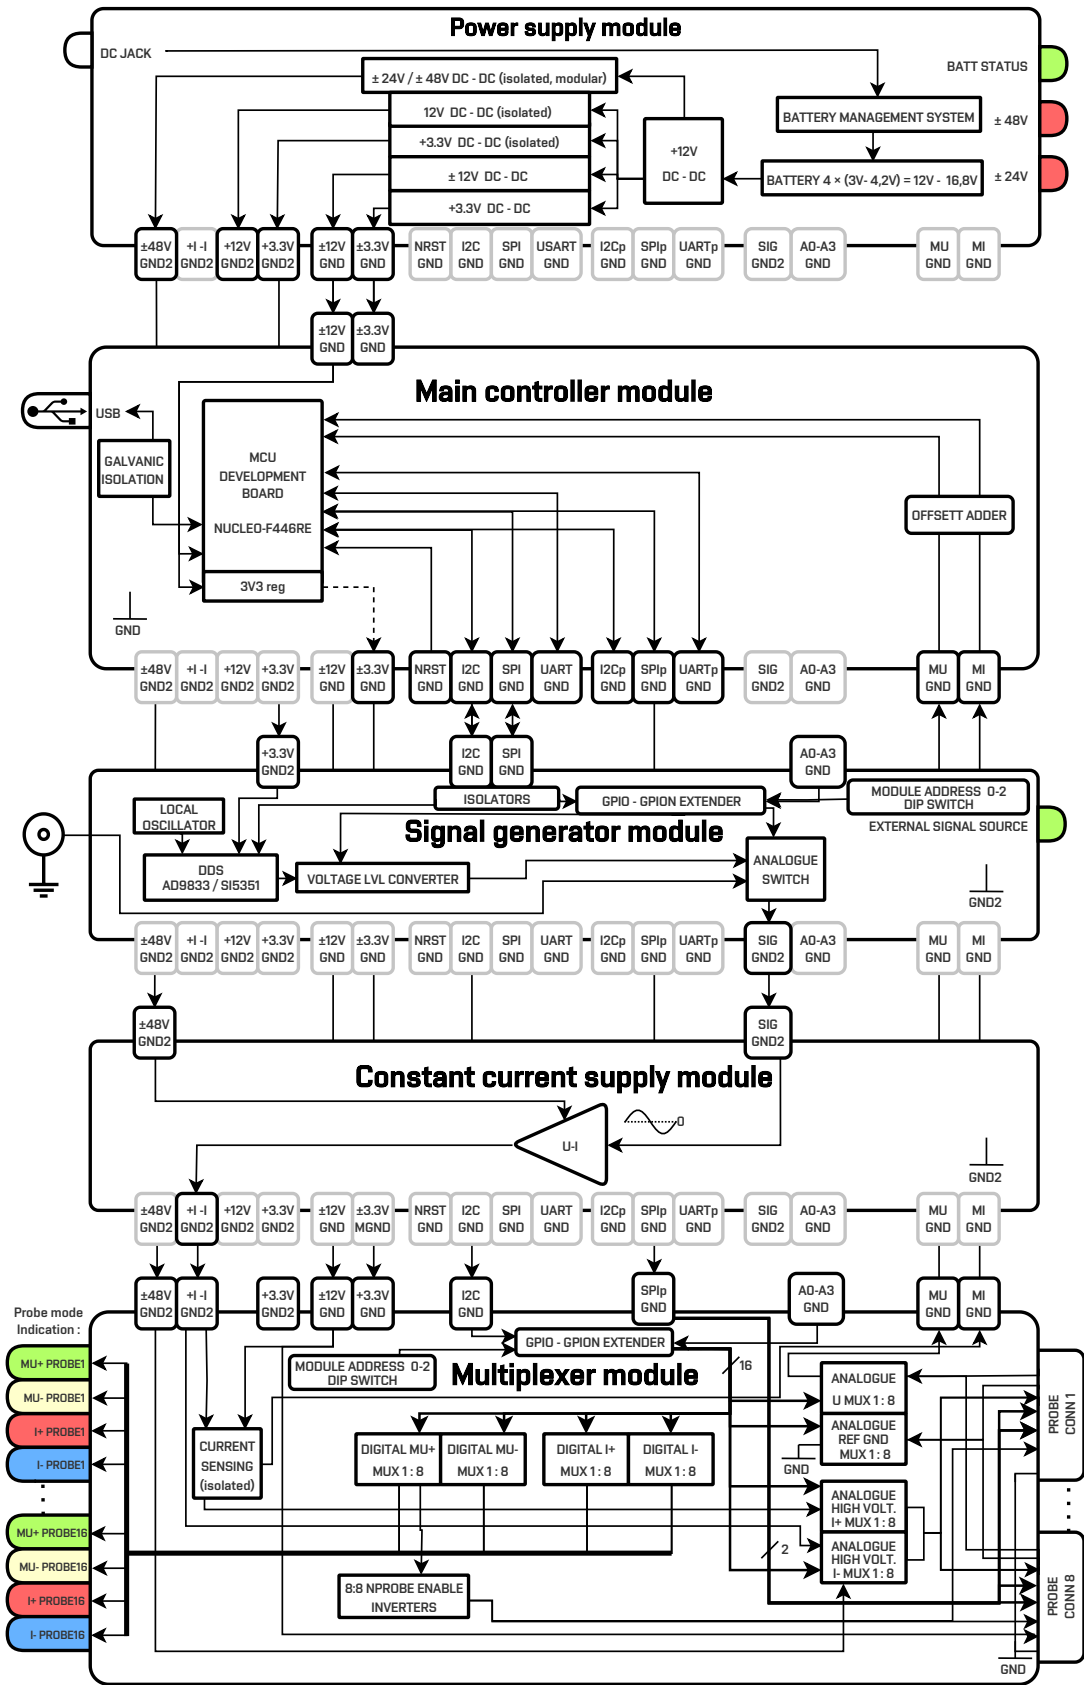 Power supply module
DC JACK
BATT STATUS
± 24V / ± 48V DC - DC (isolated, modular)
12V DC - DC (isolated)
+3.3V DC - DC (isolated)
± 12V DC - DC
+3.3V DC - DC
+12V
DC - DC
BATTERY MANAGEMENT SYSTEM
BATTERY 4 × (3V- 4,2V) = 12V - 16,8V
± 48V
± 24V
±48V +I -I +12V +3.3V ±12V ±3.3V NRST I2C SPI USART I2Cp SPIp UARTp SIG A0-A3 MU MI
GND2 GND2 GND2 GND2 GND GND GND GND GND GND GND GND GND GND2 GND GND GND
±12V ±3.3V
GND GND
Main controller module
USB
GALVANIC
ISOLATION
MCU
DEVELOPMENT
BOARD
NUCLEO-F446RE
3V3 reg
OFFSETT ADDER
GND
±48V +I -I +12V +3.3V ±12V ±3.3V NRST I2C SPI UART I2Cp SPIp UARTp SIG A0-A3 MU MI
GND2 GND2 GND2 GND2 GND GND GND GND GND GND GND GND GND GND2 GND GND GND
+3.3V I2C SPI A0-A3
GND2 GND GND GND
ISOLATORS
GPIO - GPION EXTENDER
MODULE ADDRESS 0-2
DIP SWITCH
LOCAL
OSCILLATOR
Signal generator module
EXTERNAL SIGNAL SOURCE
DDS
AD9833 / SI5351
VOLTAGE LVL CONVERTER
ANALOGUE
SWITCH
GND2
±48V +I -I +12V +3.3V ±12V ±3.3V NRST I2C SPI UART I2Cp SPIp UARTp SIG A0-A3 MU MI
GND2 GND2 GND2 GND2 GND GND GND GND GND GND GND GND GND GND2 GND GND GND
±48V SIG
GND2 GND2
Constant current supply module
U-I
0
GND2
±48V +I -I +12V +3.3V ±12V ±3.3V NRST I2C SPI UART I2Cp SPIp UARTp SIG A0-A3 MU MI
GND2 GND2 GND2 GND2 GND MGND GND GND GND GND GND GND GND GND2 GND GND GND
±48V +I -I +3.3V ±12V +3.3V I2C SPIp A0-A3 MU MI
GND2 GND2 GND2 GND GND GND GND GND GND GND
Probe mode
Indication :
MU+ PROBE1
MU- PROBE1
I+ PROBE1
I- PROBE1
MU+ PROBE16
MU- PROBE16
I+ PROBE16
I- PROBE16
GPIO - GPION EXTENDER
MODULE ADDRESS 0-2
DIP SWITCH
Multiplexer module
16
CURRENT
SENSING
(isolated)
DIGITAL MU+
MUX 1 : 8
DIGITAL MU-
MUX 1 : 8
DIGITAL I+
MUX 1 : 8
DIGITAL I-
MUX 1 : 8
ANALOGUE
U MUX 1 : 8
ANALOGUE
REF GND
MUX 1 : 8
GND
ANALOGUE
HIGH VOLT.
I+ MUX 1 : 8
ANALOGUE
HIGH VOLT.
I- MUX 1 : 8
2
8:8 NPROBE ENABLE
INVERTERS
PROBE
CONN 1
PROBE
CONN 8
GND